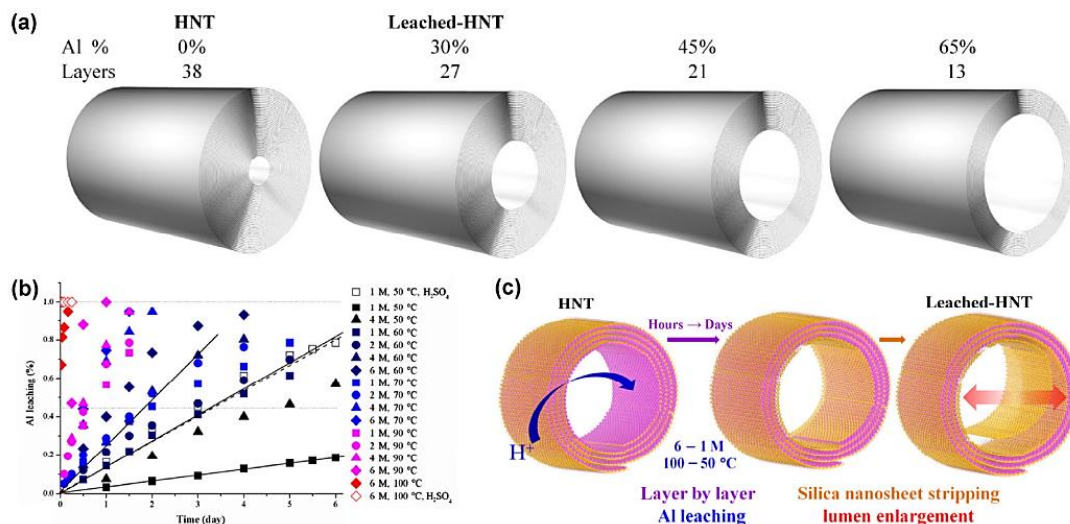 (a)
HNT Leached-HNT
Al % 0% 30% 45% 65%
Layers 38 27 21 13
(b)
Al leaching (%)
1.0
0.8
0.6
0.4
0.2
0.0
0 1 2 3 4 5 6
Time (day)
1 M, 50 °C, H₂SO₄
1 M, 50 °C
4 M, 50 °C
1 M, 60 °C
2 M, 60 °C
4 M, 60 °C
6 M, 60 °C
1 M, 70 °C
2 M, 70 °C
4 M, 70 °C
6 M, 70 °C
1 M, 90 °C
2 M, 90 °C
4 M, 90 °C
6 M, 90 °C
6 M, 100 °C
6 M, 100 °C, H₂SO₄
(c)
HNT Leached-HNT
Hours → Days
H⁺
6 – 1 M
100 – 50 °C
Layer by layer
Al leaching
Silica nanosheet stripping
lumen enlargement